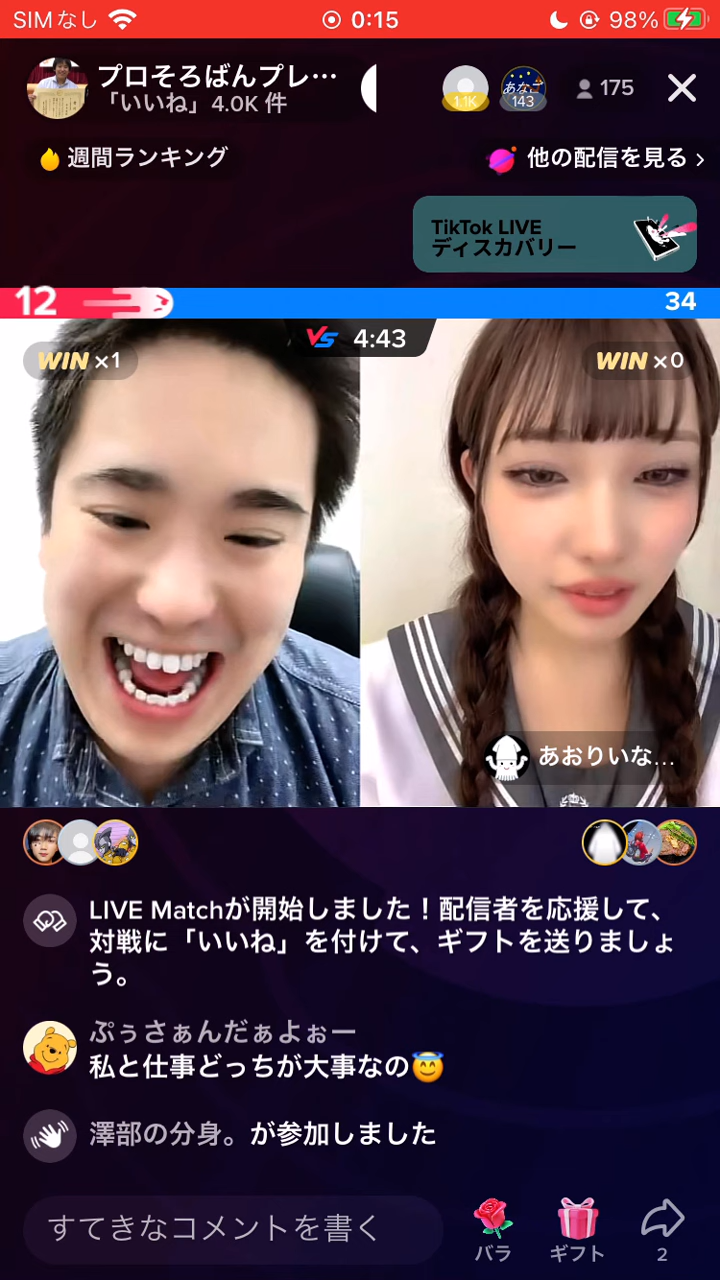 SIMなし 0:15 98%
プロそろばんプレ…
「いいね」4.0K 件
1.1K あなご 143 175
週間ランキング 他の配信を見る ›
TikTok LIVE
ディスカバリー
12 34
VS 4:43
WIN x1 WIN x0
あおりいな...
LIVE Matchが開始しました！配信者を応援して、
対戦に「いいね」を付けて、ギフトを送りましょ
う。
ぷぅさぁんだぁよぉー
私と仕事どっちが大事なの😇
澤部の分身。が参加しました
すてきなコメントを書く
バラ ギフト 2